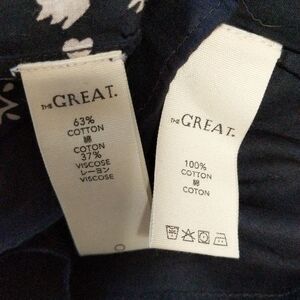 THE GREAT.
63%
COTTON
綿
COTON
37%
VISCOSE
レーヨン
VISCOSE
THE GREAT.
100%
COTTON
綿
COTON